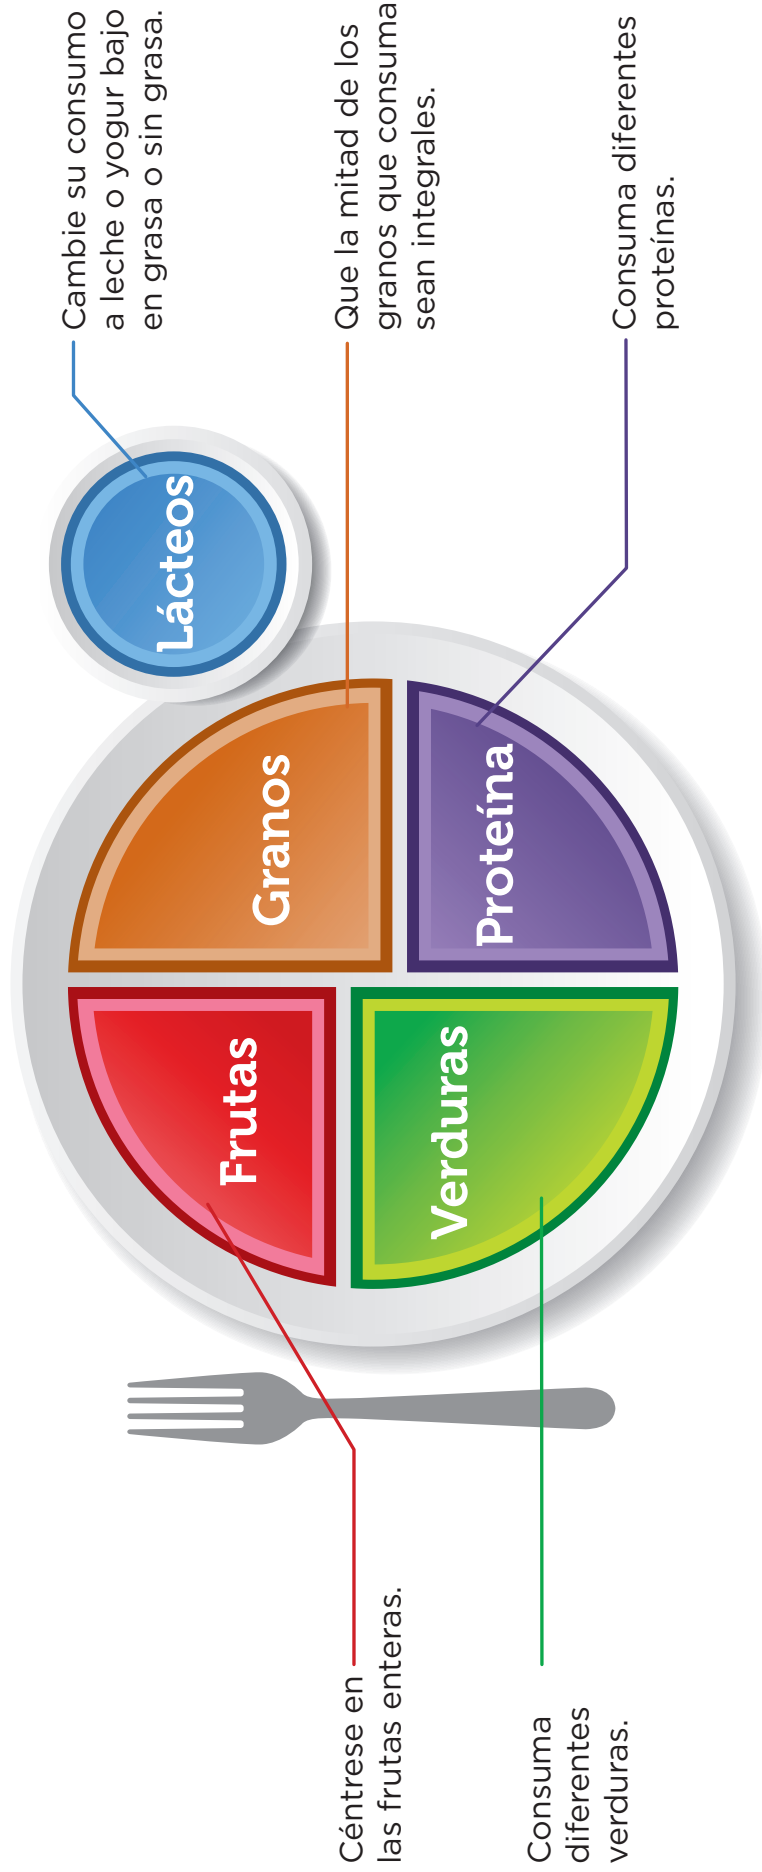 Céntrese en
las frutas enteras.
Consuma
diferentes
verduras.
Frutas
Verduras
Granos
Proteína
Lácteos
Cambie su consumo
a leche o yogur bajo
en grasa o sin grasa.
Que la mitad de los
granos que consuma
sean integrales.
Consuma diferentes
proteínas.